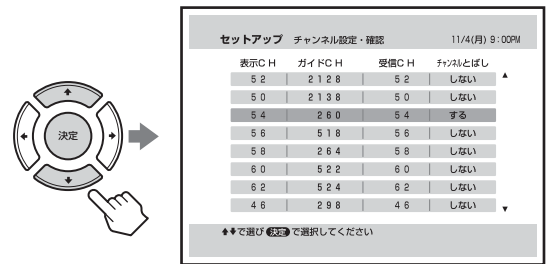 セットアップ チャンネル設定・確認 11/4(月) 9:00PM
表示CH ガイドCH 受信CH チャンネルとばし
52 2128 52 しない
50 2138 50 しない
54 260 54 する
56 518 56 しない
58 264 58 しない
60 522 60 しない
62 524 62 しない
46 298 46 しない
で選び 決定 で選択してください
決定